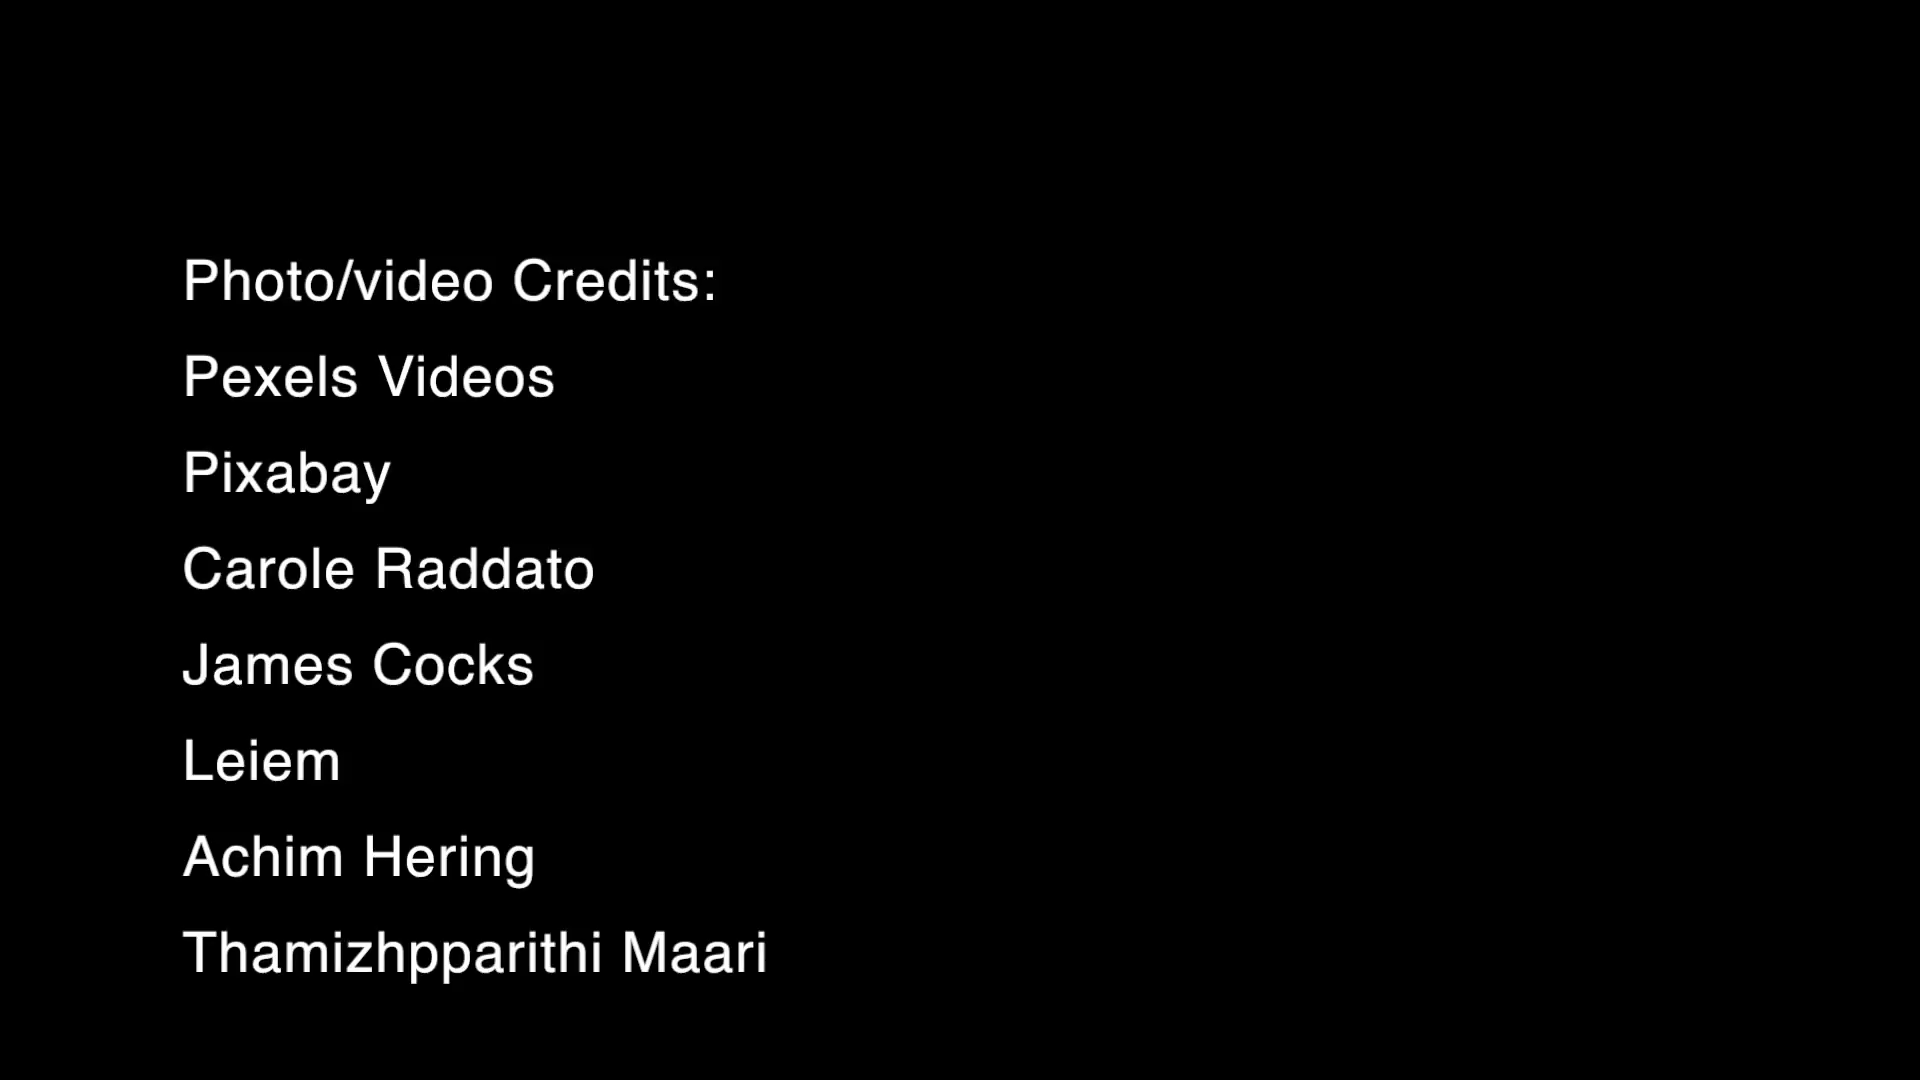 Photo/video Credits:
Pexels Videos
Pixabay
Carole Raddato
James Cocks
Leiem
Achim Hering
Thamizhpparithi Maari